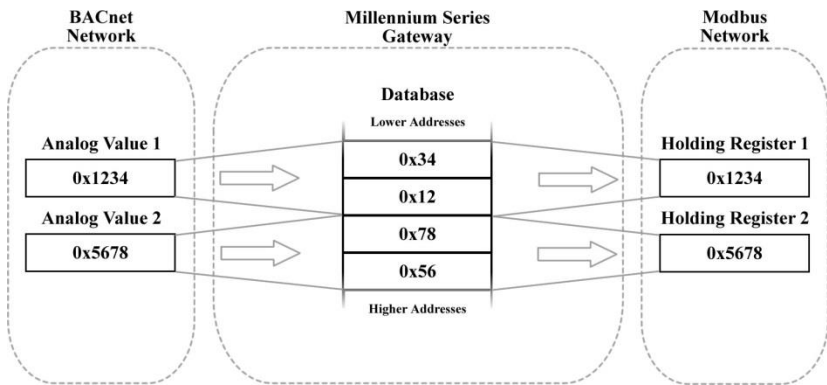 BACnet
Network
Millennium Series
Gateway
Modbus
Network
Database
Lower Addresses
Analog Value 1
0x1234
Analog Value 2
0x5678
0x34
0x12
0x78
0x56
Higher Addresses
Holding Register 1
0x1234
Holding Register 2
0x5678